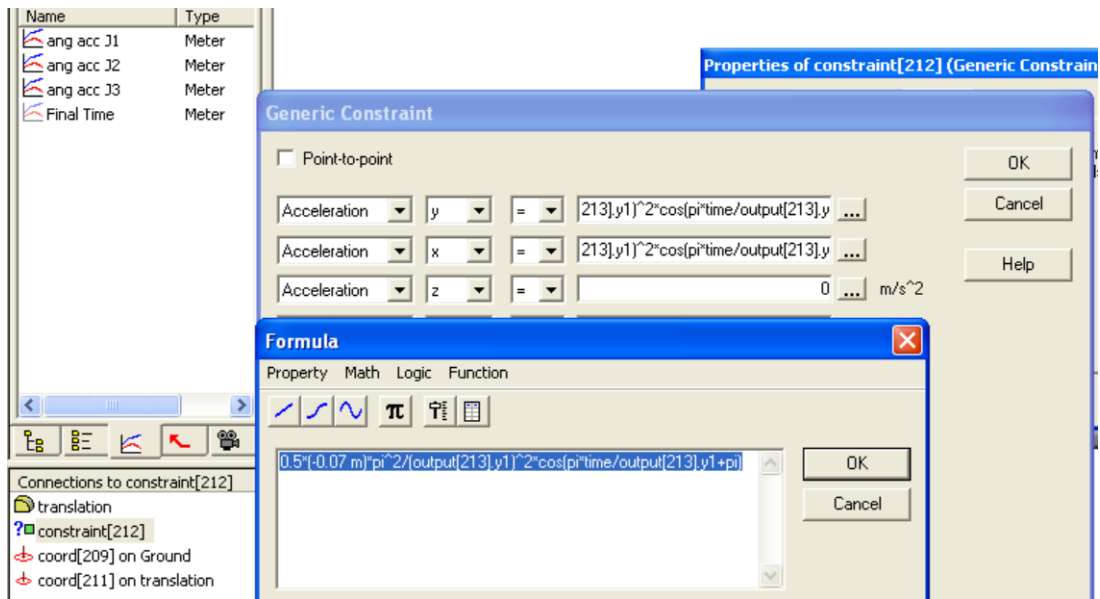 Name Type
ang acc J1 Meter
ang acc J2 Meter
ang acc J3 Meter
Final Time Meter
Properties of constraint[212] (Generic Constrain
Generic Constraint
Point-to-point
OK
Acceleration y = 213].y1)^2*cos(pi*time/output[213].y ...
Cancel
Acceleration x = 213].y1)^2*cos(pi*time/output[213].y ...
Help
Acceleration z = 0 ... m/s^2
Formula
Property Math Logic Function
π
0.5*(-0.07 m)*pi^2/(output[213].y1)^2*cos(pi*time/output[213].y1+pi)
OK
Cancel
Connections to constraint[212]
translation
constraint[212]
coord[209] on Ground
coord[211] on translation